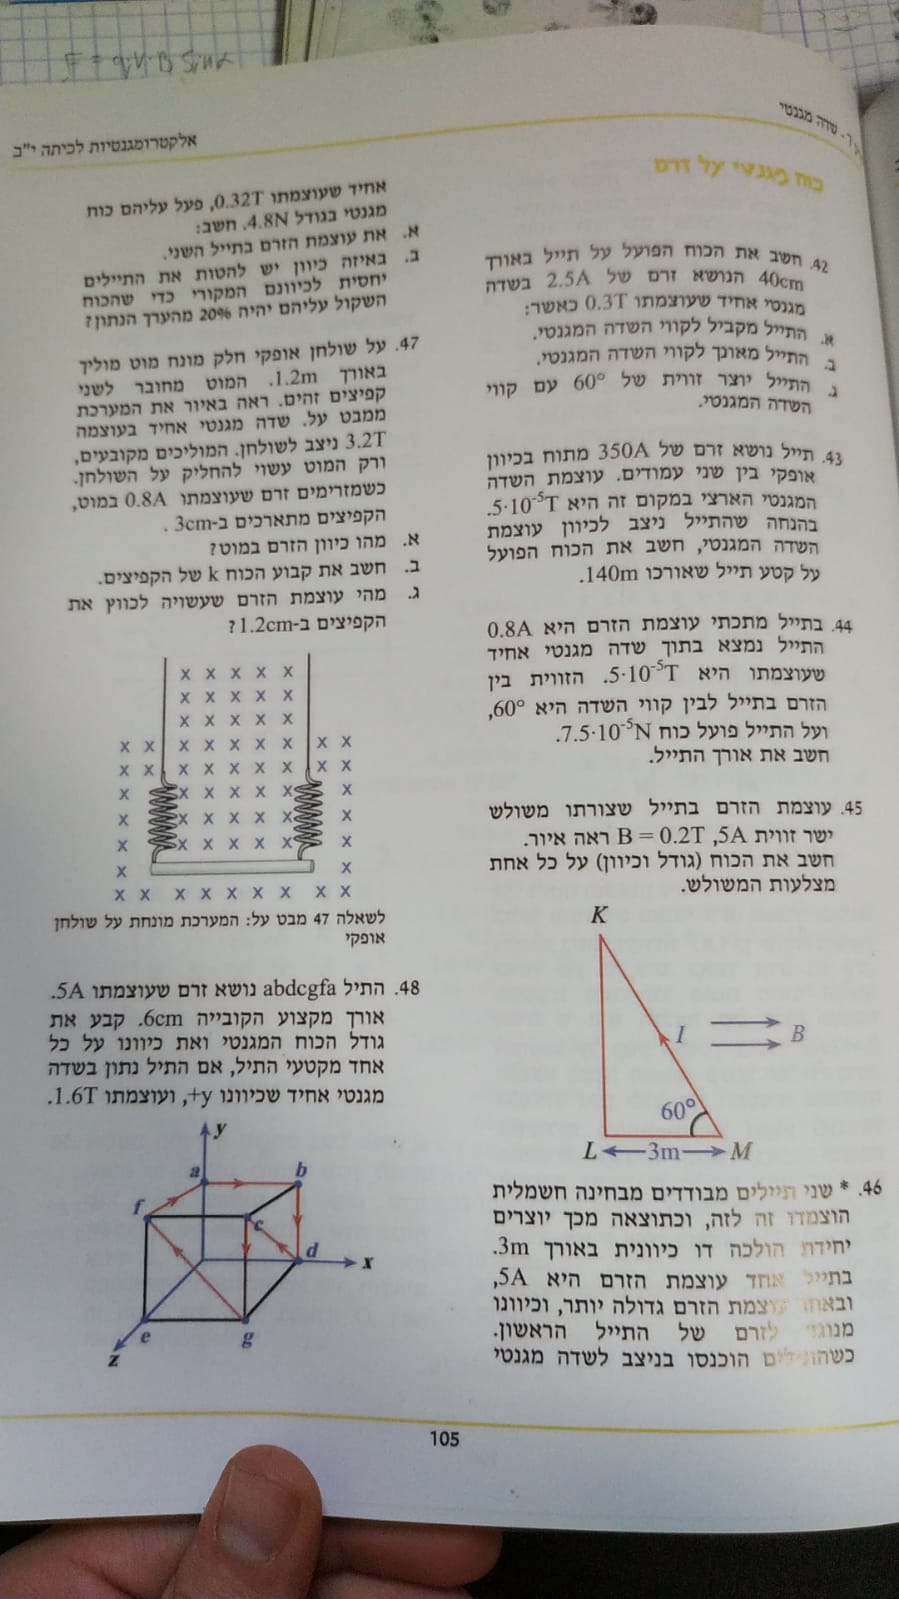 F = q·V·B Sinα
שדה מגנטי
אלקטרומגנטיות לכיתה י"ב
כוח מגנטי על זרם
42. חשב את הכוח הפועל על תייל באורך
40cm הנושא זרם של 2.5A בשדה
מגנטי אחיד שעוצמתו 0.3T כאשר:
א. התייל מקביל לקווי השדה המגנטי.
ב. התייל מאונך לקווי השדה המגנטי.
ג. התייל יוצר זווית של 60° עם קווי
השדה המגנטי.
43. תייל נושא זרם של 350A מתוח בכיוון
אופקי בין שני עמודים. עוצמת השדה
המגנטי הארצי במקום זה היא 5·10⁻⁵T.
בהנחה שהתייל ניצב לכיוון עוצמת
השדה המגנטי, חשב את הכוח הפועל
על קטע תייל שאורכו 140m.
44. בתייל מתכתי עוצמת הזרם היא 0.8A
התייל נמצא בתוך שדה מגנטי אחיד
שעוצמתו היא 5·10⁻⁵T. הזווית בין
הזרם בתייל לבין קווי השדה היא 60°,
ועל התייל פועל כוח 7.5·10⁻⁵N.
חשב את אורך התייל.
45. עוצמת הזרם בתייל שצורתו משולש
ישר זווית 5A, B = 0.2T ראה איור.
חשב את הכוח (גודל וכיוון) על כל אחת
מצלעות המשולש.
K
I
B
60°
L
3m
M
46. * שני תיילים מבודדים מבחינה חשמלית
הוצמדו זה לזה, וכתוצאה מכך יוצרים
יחידת הולכה דו כיוונית באורך 3m.
בתייל אחד עוצמת הזרם היא 5A,
ובאחר עוצמת הזרם גדולה יותר, וכיוונו
מנוגד לזרם של התייל הראשון.
כשהתיילים הוכנסו בניצב לשדה מגנטי
אחיד שעוצמתו 0.32T, פעל עליהם כוח
מגנטי בגודל 4.8N. חשב:
א. את עוצמת הזרם בתייל השני.
ב. באיזה כיוון יש להטות את התיילים
יחסית לכיוונם המקורי כדי שהכוח
השקול עליהם יהיה 20% מהערך הנתון?
47. על שולחן אופקי חלק מונח מוט מוליך
באורך 1.2m. המוט מחובר לשני
קפיצים זהים. ראה באיור את המערכת
ממבט על. שדה מגנטי אחיד בעוצמה
3.2T ניצב לשולחן. המוליכים מקובעים,
ורק המוט עשוי להחליק על השולחן.
כשמזרימים זרם שעוצמתו 0.8A במוט,
הקפיצים מתארכים ב-3cm .
א. מהו כיוון הזרם במוט?
ב. חשב את קבוע הכוח k של הקפיצים.
ג. מהי עוצמת הזרם שעשויה לכווץ את
הקפיצים ב-1.2cm?
לשאלה 47 מבט על: המערכת מונחת על שולחן
אופקי
48. התיל abdcgfa נושא זרם שעוצמתו 5A.
אורך מקצוע הקובייה 6cm. קבע את
גודל הכוח המגנטי ואת כיוונו על כל
אחד מקטעי התיל, אם התיל נתון בשדה
מגנטי אחיד שכיוונו y+, ועוצמתו 1.6T.
y
a
b
f
c
d
x
e
g
z
105